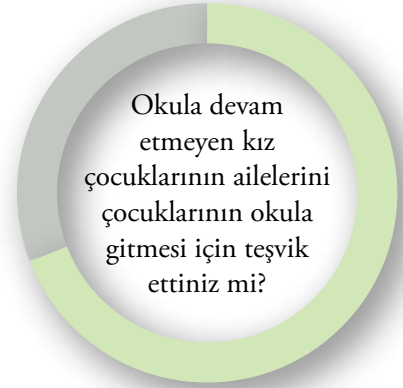 Okula devam
etmeyen kız
çocuklarının ailelerini
çocuklarının okula
gitmesi için teşvik
ettiniz mi?